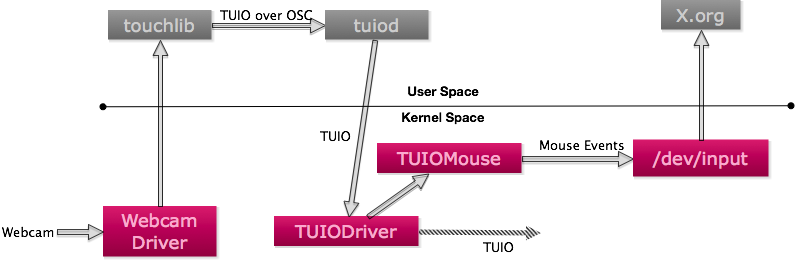 touchlib
TUIO over OSC
tuiod
X.org
User Space
Kernel Space
TUIO
Mouse Events
TUIOMouse
/dev/input
Webcam
Webcam
Driver
TUIODriver
TUIO